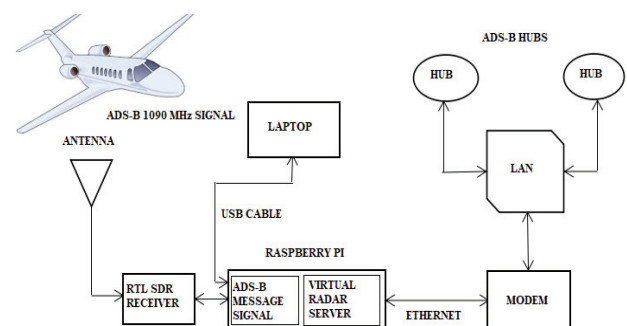 ADS-B HUBS
HUB
HUB
ADS-B 1090 MHz SIGNAL
ANTENNA
LAPTOP
LAN
USB CABLE
RASPBERRY PI
RTL SDR
RECEIVER
ADS-B
MESSAGE
SIGNAL
VIRTUAL
RADAR
SERVER
ETHERNET
MODEM